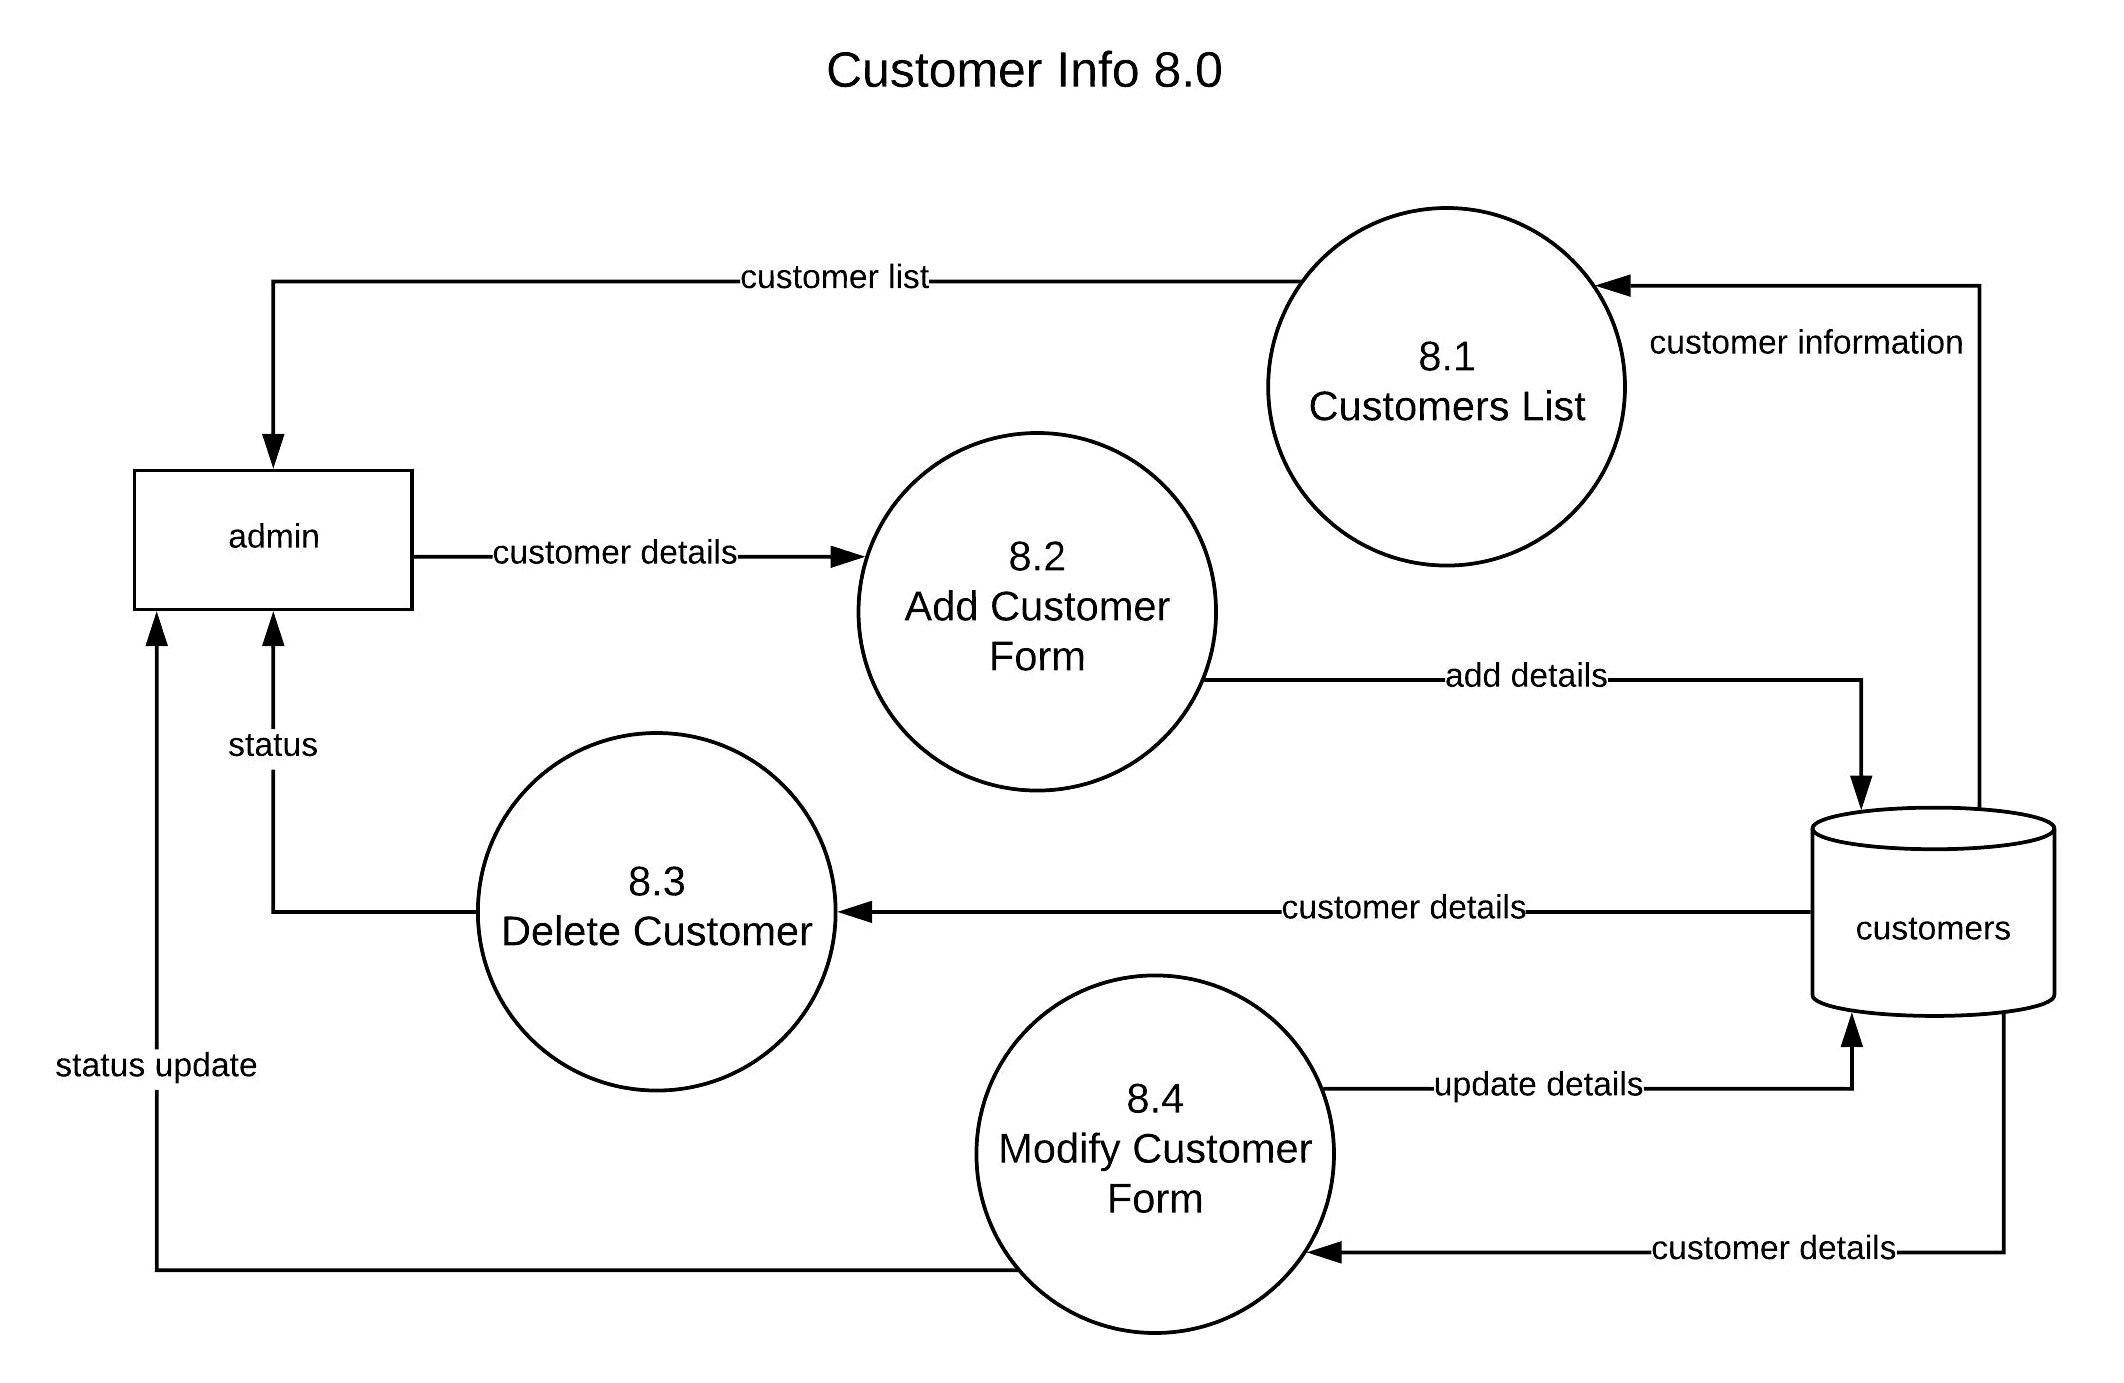 Customer Info 8.0
customer list
customer information
8.1
Customers List
admin
customer details
8.2
Add Customer
Form
add details
status
8.3
Delete Customer
customer details
customers
status update
8.4
Modify Customer
Form
update details
customer details